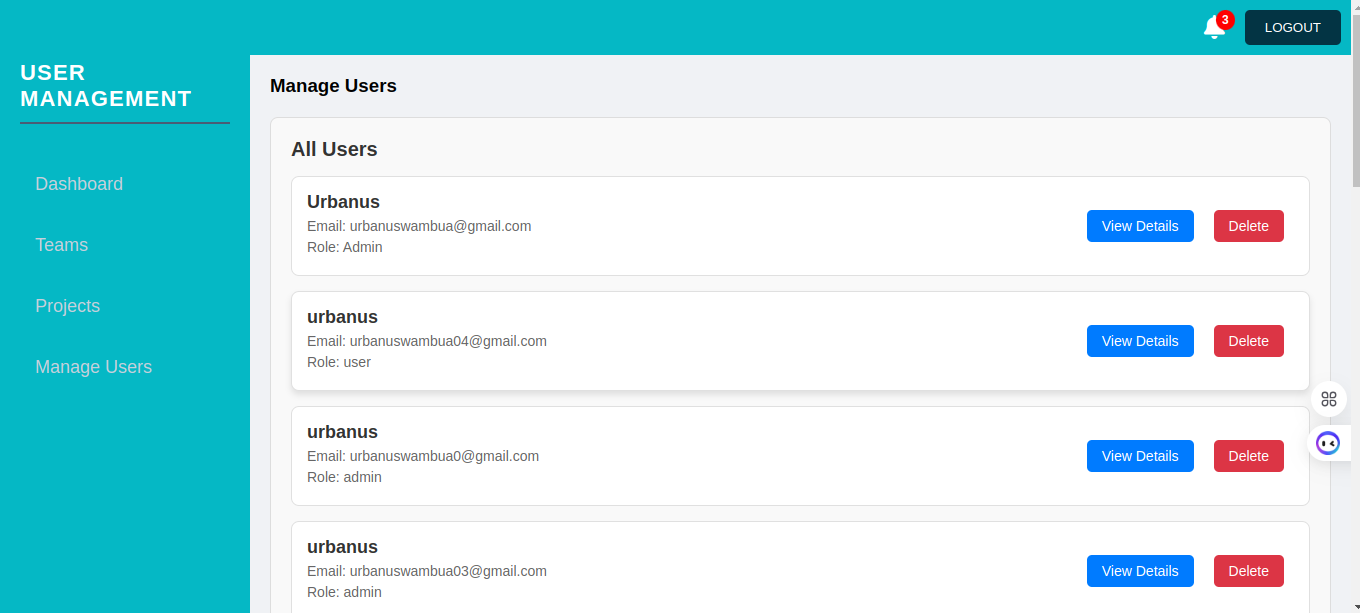 3
LOGOUT
USER
MANAGEMENT
Dashboard
Teams
Projects
Manage Users
Manage Users
All Users
Urbanus
Email: urbanuswambua@gmail.com
Role: Admin
View Details
Delete
urbanus
Email: urbanuswambua04@gmail.com
Role: user
View Details
Delete
urbanus
Email: urbanuswambua0@gmail.com
Role: admin
View Details
Delete
urbanus
Email: urbanuswambua03@gmail.com
Role: admin
View Details
Delete